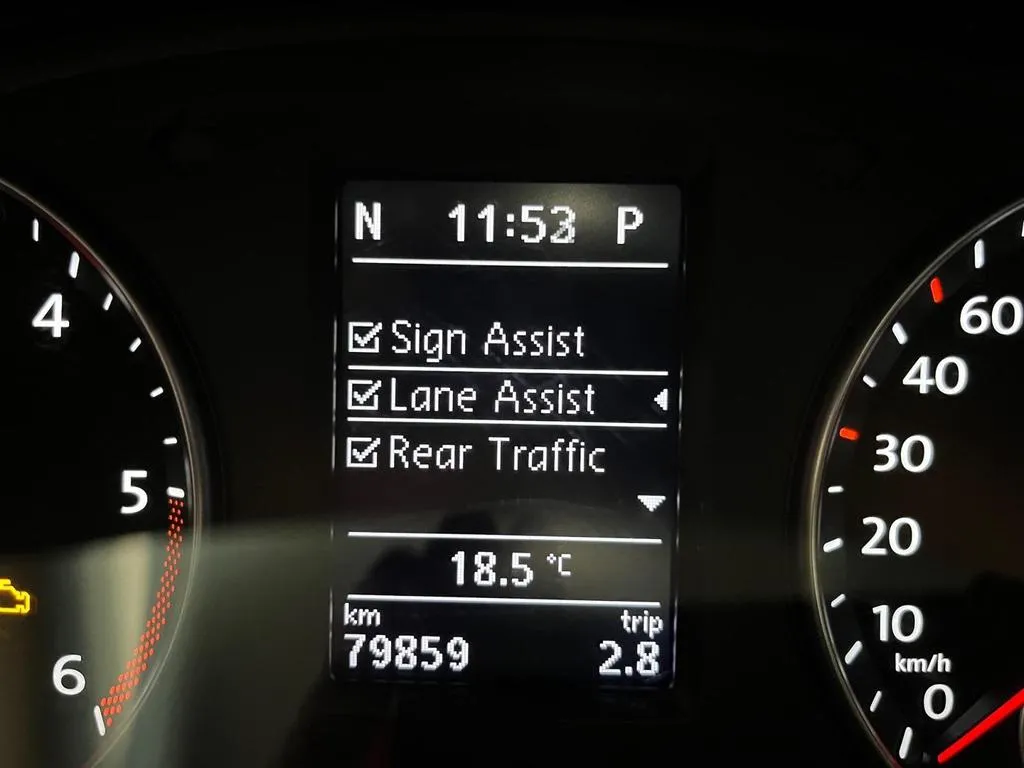 N 11:52 P
Sign Assist
Lane Assist
Rear Traffic
18.5 °C
km trip
79859 2.8
4
5
6
60
40
30
20
10
km/h
0